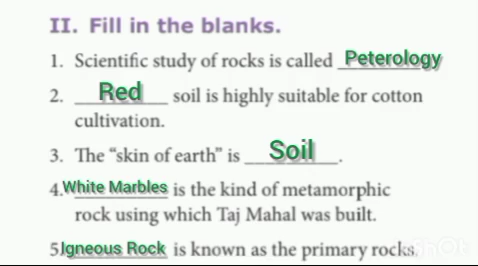 II. Fill in the blanks.
1. Scientific study of rocks is called Peterology
2. Red soil is highly suitable for cotton
cultivation.
3. The “skin of earth” is Soil.
4. White Marbles is the kind of metamorphic
rock using which Taj Mahal was built.
5. Igneous Rock is known as the primary rocks.